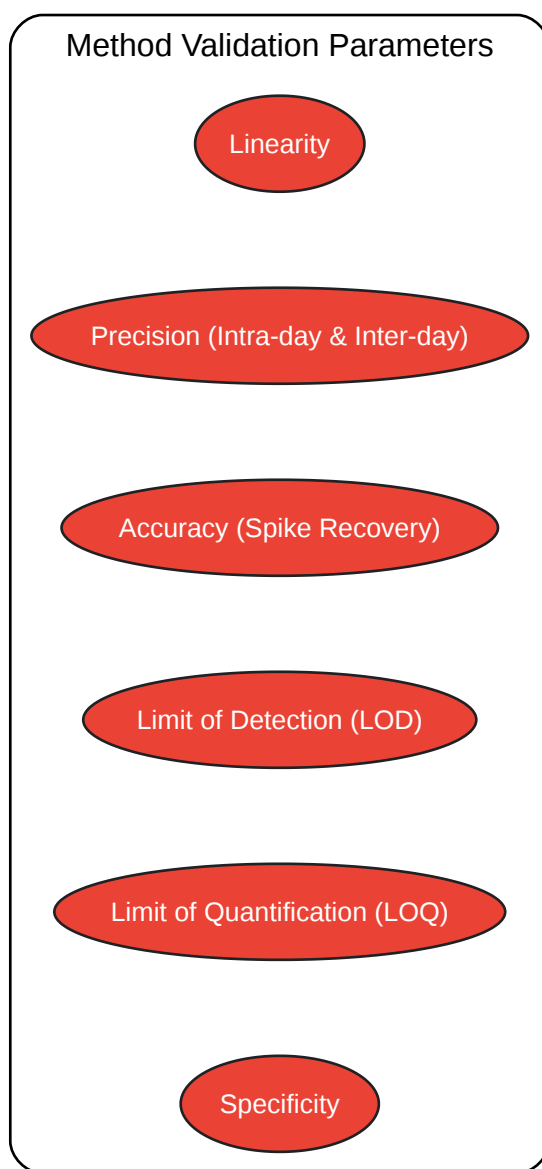 Method Validation Parameters
Linearity
Precision (Intra-day & Inter-day)
Accuracy (Spike Recovery)
Limit of Detection (LOD)
Limit of Quantification (LOQ)
Specificity